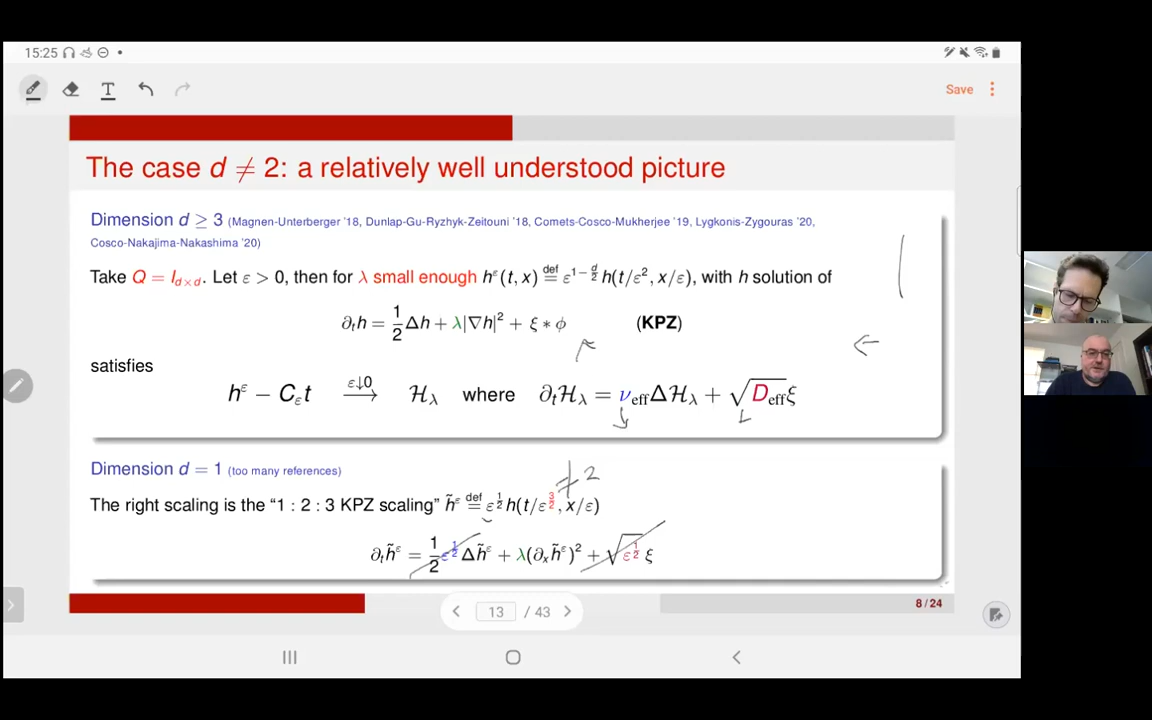 15:25
Save
The case d ≠ 2: a relatively well understood picture
Dimension d ≥ 3 (Magnen-Unterberger '18, Dunlap-Gu-Ryzhyk-Zeitouni '18, Comets-Cosco-Mukherjee '19, Lygkonis-Zygouras '20,
Cosco-Nakajima-Nakashima '20)
Take Q = I_{d×d}. Let ε > 0, then for λ small enough h^ε(t, x) ≝ ε^{1−d/2} h(t/ε², x/ε), with h solution of
∂_t h = 1/2 Δh + λ|∇h|² + ξ ∗ ϕ (KPZ)
satisfies
h^ε − C_ε t →^{ε↓0} ℋ_λ where ∂_t ℋ_λ = ν_eff Δℋ_λ + √D_eff ξ
Dimension d = 1 (too many references)
≠ 2
The right scaling is the “1 : 2 : 3 KPZ scaling” h̃^ε ≝ ε^{1/2} h(t/ε^{3/2}, x/ε)
∂_t h̃^ε = 1/2 ε^{1/2} Δh̃^ε + λ(∂_x h̃^ε)² + √ε^{1/2} ξ
8 / 24
13 / 43